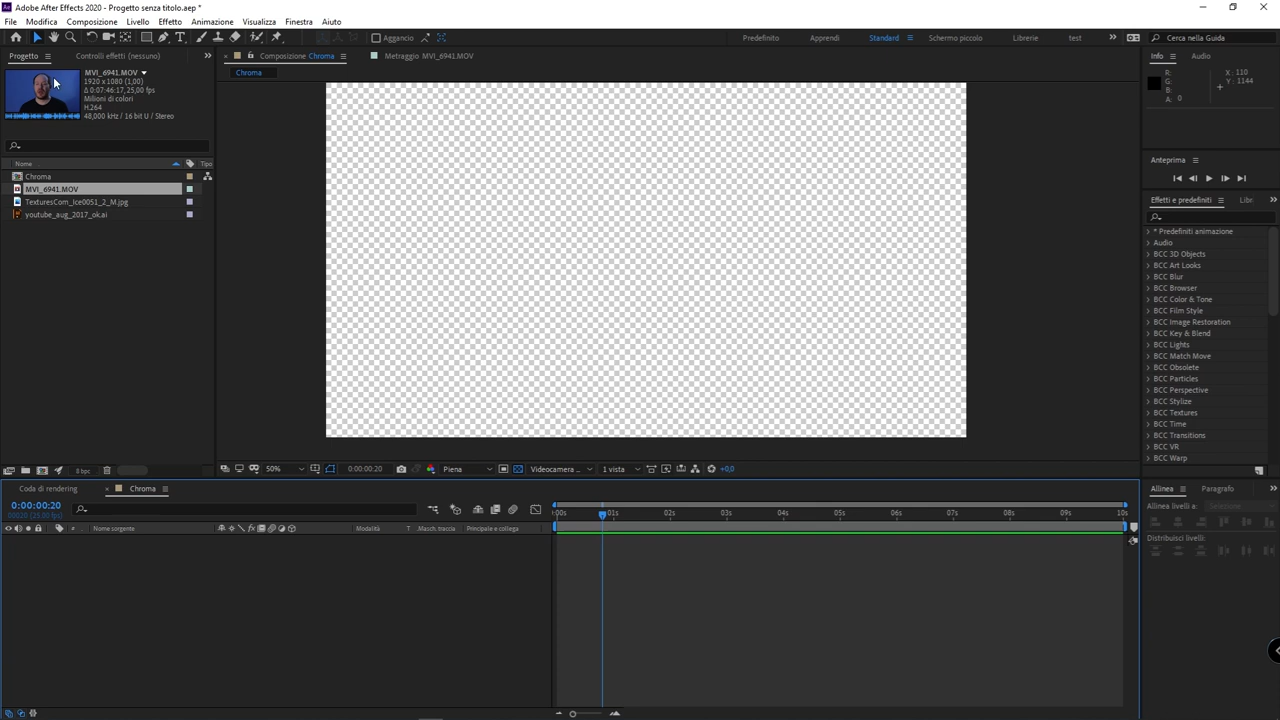 Adobe After Effects 2020 - Progetto senza titolo.aep *
File Modifica Composizione Livello Effetto Animazione Visualizza Finestra Aiuto
Aggancio Predefinito Apprendi Standard Schermo piccolo Librerie test Cerca nella Guida
Progetto Controlli effetti (nessuno) Composizione Chroma Metraggio MVI_6941.MOV Info Audio
Chroma
MVI_6941.MOV
1920 x 1080 (1,00)
Δ 0:07:46:17, 25,00 fps
Milioni di colori
H.264
48,000 kHz / 16 bit U / Stereo
R: X: 110
G: Y: 1144
B:
A: 0
Anteprima
Nome Tipo
Chroma
MVI_6941.MOV
TexturesCom_Ice0051_2_M.jpg
youtube_aug_2017_ok.ai
Effetti e predefiniti Libr
* Predefiniti animazione
Audio
BCC 3D Objects
BCC Art Looks
BCC Blur
BCC Browser
BCC Color & Tone
BCC Film Style
BCC Image Restoration
BCC Key & Blend
BCC Lights
BCC Match Move
BCC Obsolete
BCC Particles
BCC Perspective
BCC Stylize
BCC Textures
BCC Time
BCC Transitions
BCC VR
BCC Warp
8 bpc 50% 0:00:00:20 Piena Videocamera ... 1 vista +0,0
Coda di rendering Chroma
0:00:00:20
00020 (25.00 fps)
Nome sorgente Modalità T .Mach. traccia Principale e collega
:00s 01s 02s 03s 04s 05s 06s 07s 08s 09s 10s
Allinea Paragrafo
Allinea livelli a: Selezione
Distribuisci livelli: